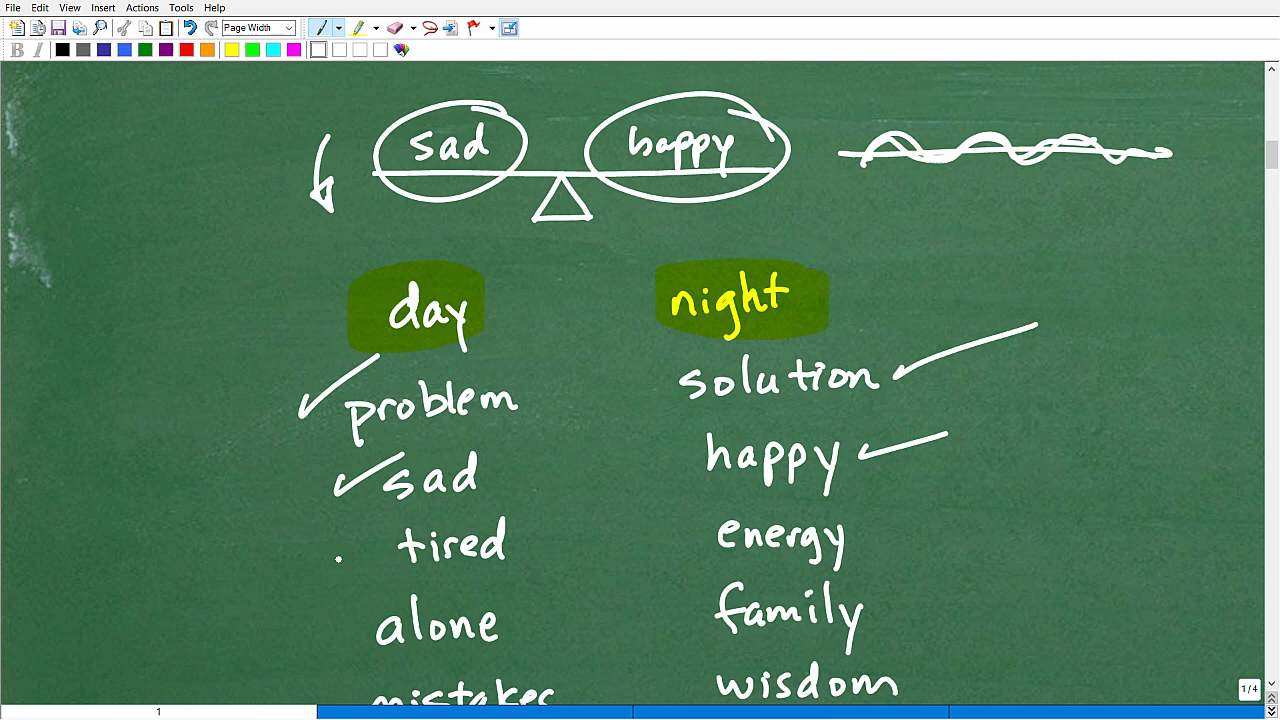 File Edit View Insert Actions Tools Help
Page Width
B I
sad happy
day night
problem solution
sad happy
tired energy
alone family
mistakes wisdom
1/4
1